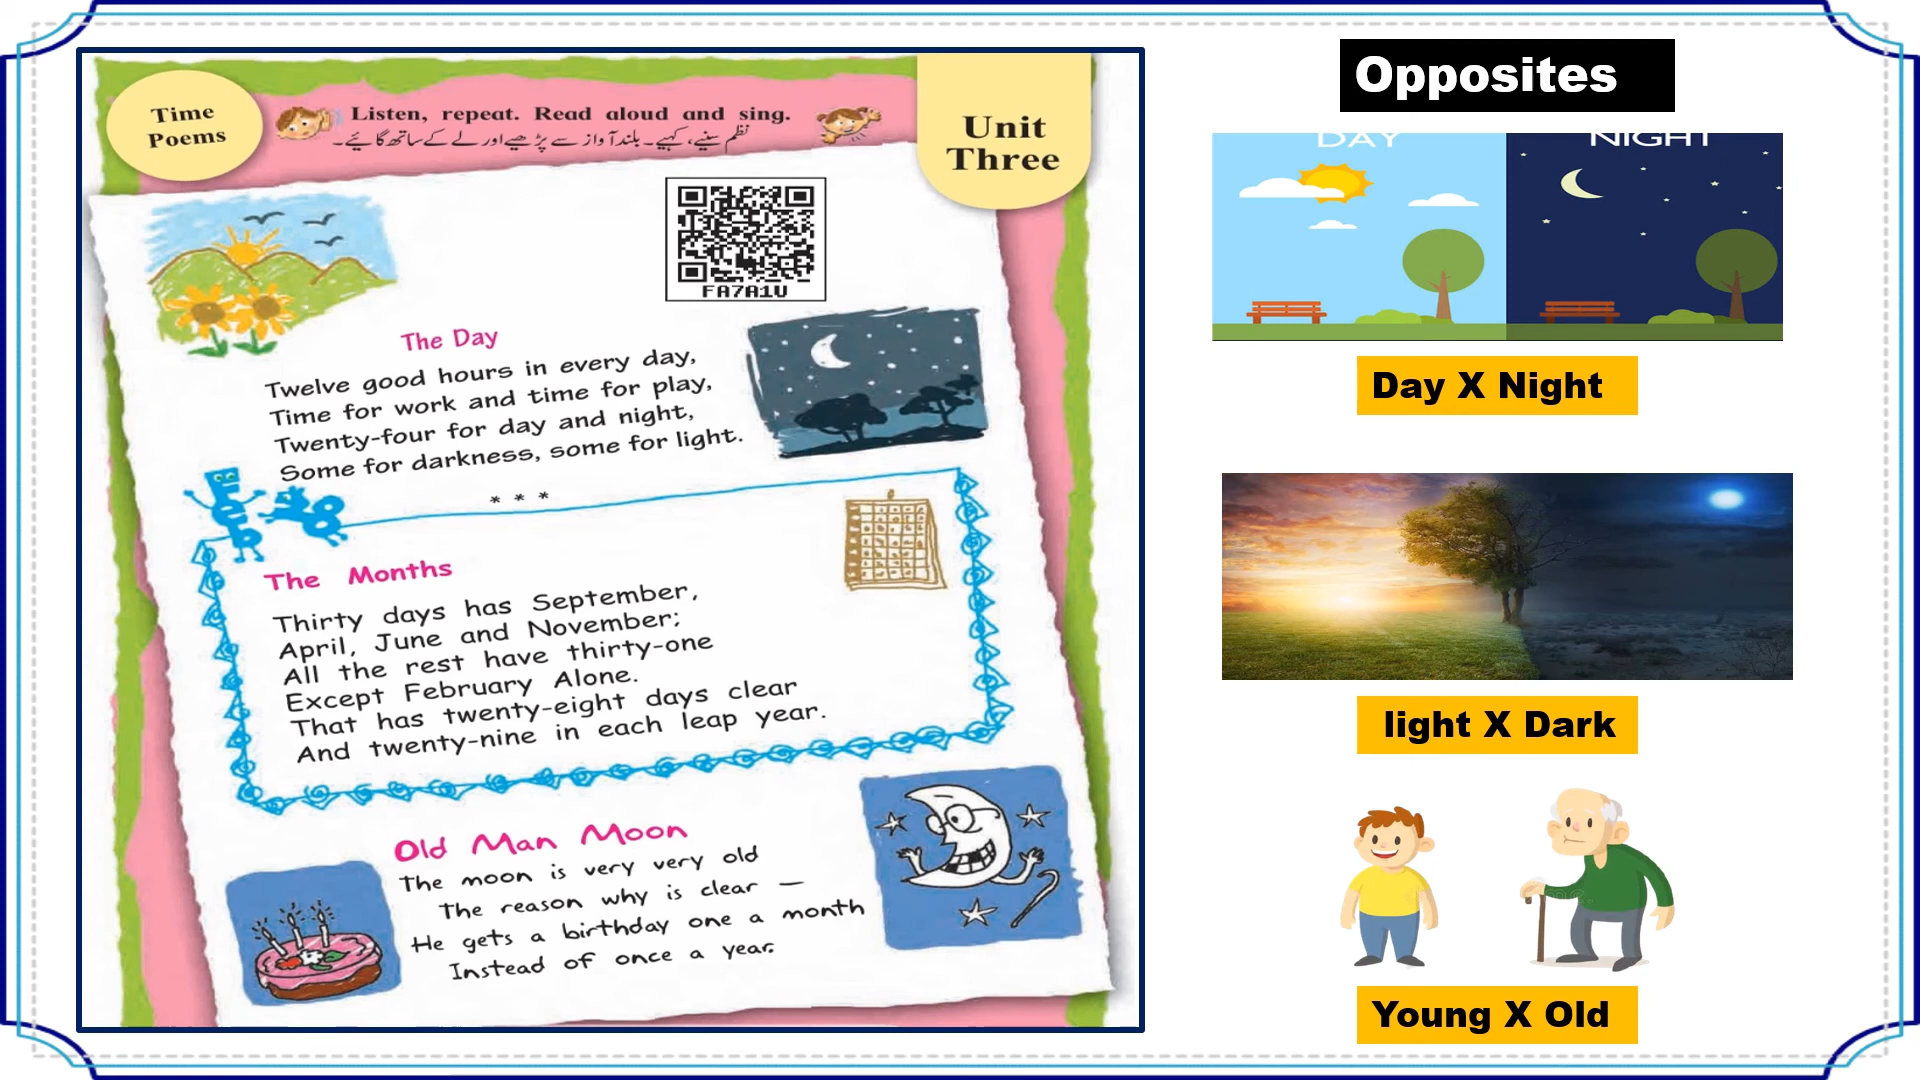 Time
Poems
Listen, repeat. Read aloud and sing.
نظم سنیے، کہیے۔ بلند آواز سے پڑھیے اور لے کے ساتھ گائیے۔
Unit
Three
FA7A1U
The Day
Twelve good hours in every day,
Time for work and time for play,
Twenty-four for day and night,
Some for darkness, some for light.
* * *
The Months
Thirty days has September,
April, June and November;
All the rest have thirty-one
Except February Alone.
That has twenty-eight days clear
And twenty-nine in each leap year.
Old Man Moon
The moon is very very old
The reason why is clear —
He gets a birthday one a month
Instead of once a year.
Opposites
DAY
NIGHT
Day X Night
light X Dark
Young X Old